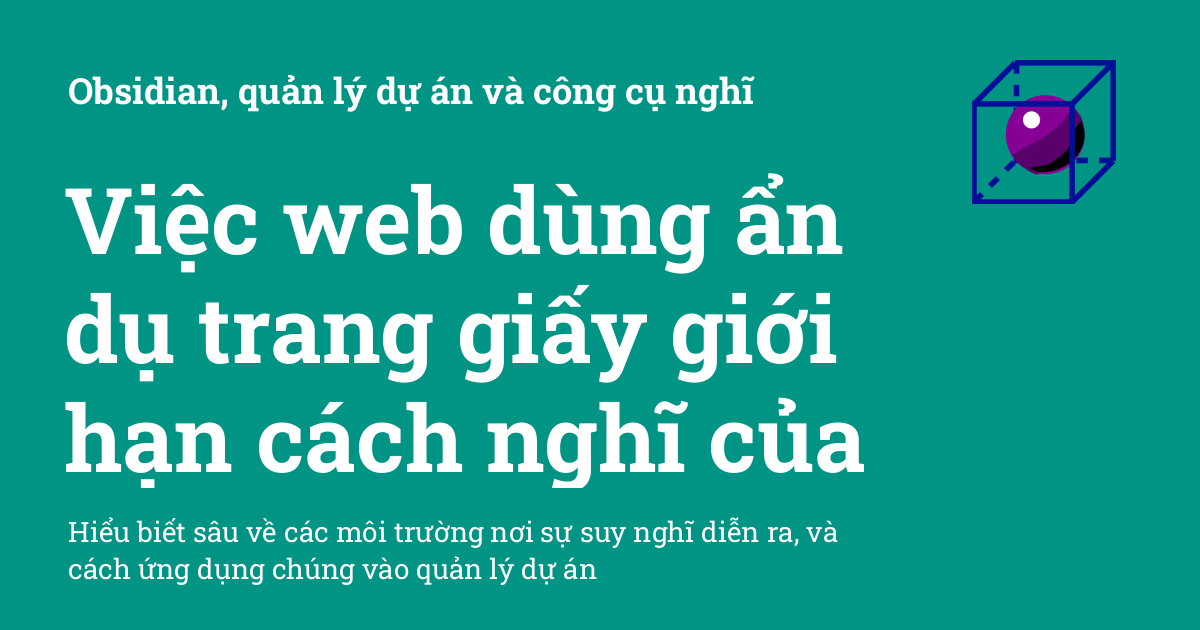 Obsidian, quản lý dự án và công cụ nghĩ
Việc web dùng ẩn
dụ trang giấy giới
hạn cách nghĩ của
Hiểu biết sâu về các môi trường nơi sự suy nghĩ diễn ra, và
cách ứng dụng chúng vào quản lý dự án